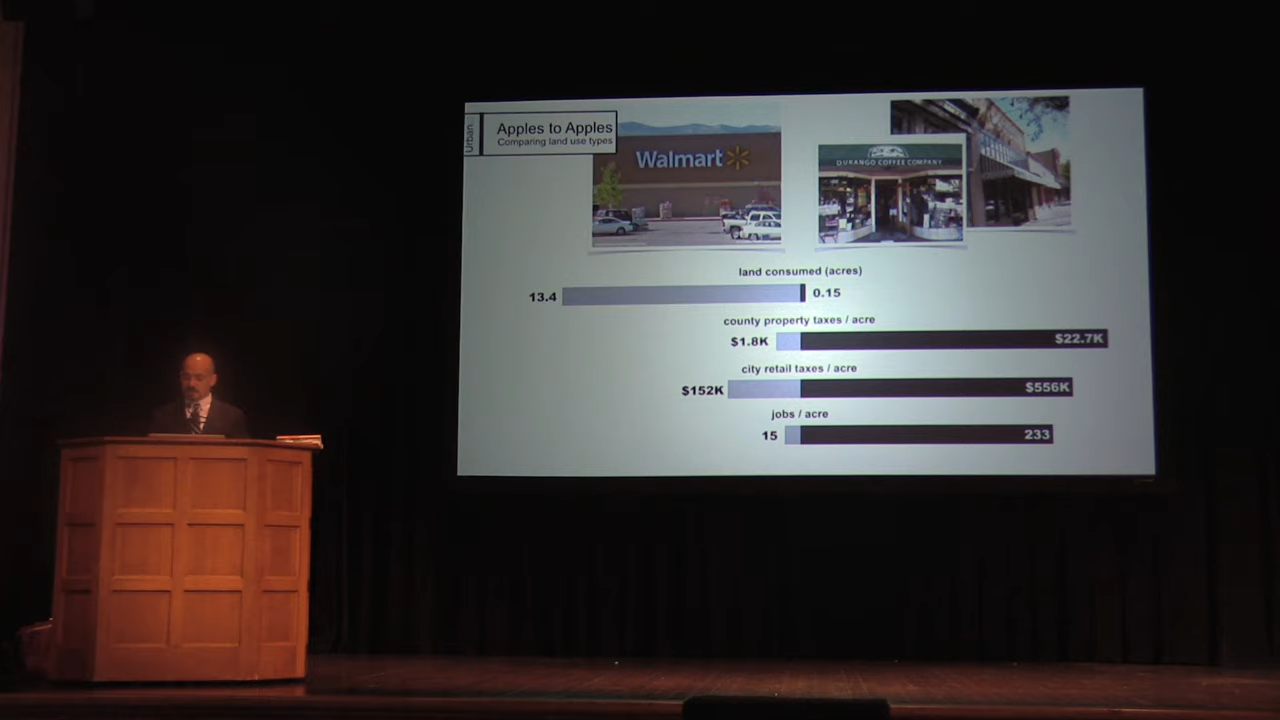 Urban
Apples to Apples
Comparing land use types
Walmart
DURANGO COFFEE COMPANY
land consumed (acres)
13.4 0.15
county property taxes / acre
$1.8K $22.7K
city retail taxes / acre
$152K $556K
jobs / acre
15 233